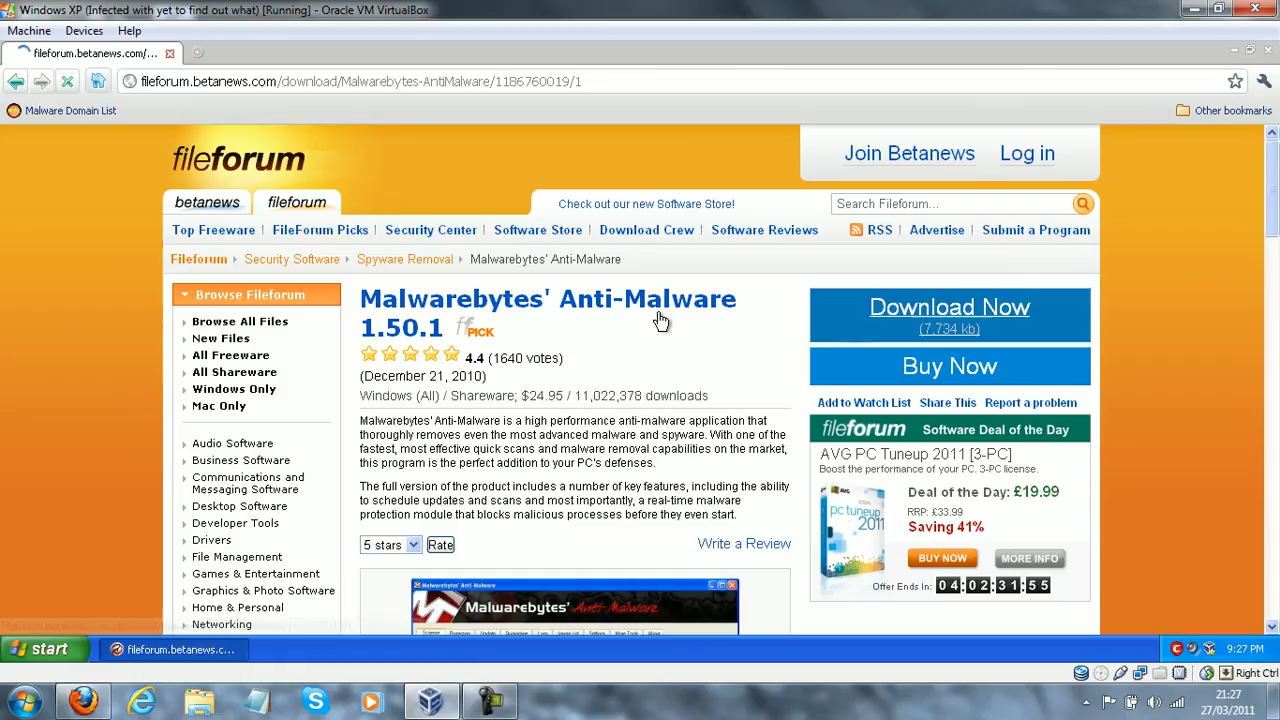 Windows XP (Infected with yet to find out what) [Running] - Oracle VM VirtualBox
Machine Devices Help
fileforum.betanews.com/...
fileforum.betanews.com/download/Malwarebytes-AntiMalware/1186760019/1
Malware Domain List
Other bookmarks
fileforum
Join Betanews Log in
betanews fileforum
Check out our new Software Store!
Search Fileforum...
Top Freeware | FileForum Picks | Security Center | Software Store | Download Crew | Software Reviews
RSS | Advertise | Submit a Program
Fileforum Security Software Spyware Removal Malwarebytes' Anti-Malware
Browse Fileforum
Browse All Files
New Files
All Freeware
All Shareware
Windows Only
Mac Only
Audio Software
Business Software
Communications and
Messaging Software
Desktop Software
Developer Tools
Drivers
File Management
Games & Entertainment
Graphics & Photo Software
Home & Personal
Networking
Malwarebytes' Anti-Malware
1.50.1 ff PICK
4.4 (1640 votes)
(December 21, 2010)
Windows (All) / Shareware; $24.95 / 11,022,378 downloads
Malwarebytes' Anti-Malware is a high performance anti-malware application that
thoroughly removes even the most advanced malware and spyware. With one of the
fastest, most effective quick scans and malware removal capabilities on the market,
this program is the perfect addition to your PC's defenses.
The full version of the product includes a number of key features, including the ability
to schedule updates and scans and most importantly, a real-time malware
protection module that blocks malicious processes before they even start.
5 stars Rate
Write a Review
Malwarebytes' Anti-Malware
Malwarebytes' Anti-Malware
Download Now
(7,734 kb)
Buy Now
Add to Watch List Share This Report a problem
fileforum Software Deal of the Day
AVG PC Tuneup 2011 [3-PC]
Boost the performance of your PC. 3-PC license.
AVG
pc tuneup
2011
Deal of the Day: £19.99
RRP: £33.99
Saving 41%
BUY NOW MORE INFO
Offer Ends In: 04:02:31:55
start
fileforum.betanews.c...
9:27 PM
Right Ctrl
21:27
27/03/2011